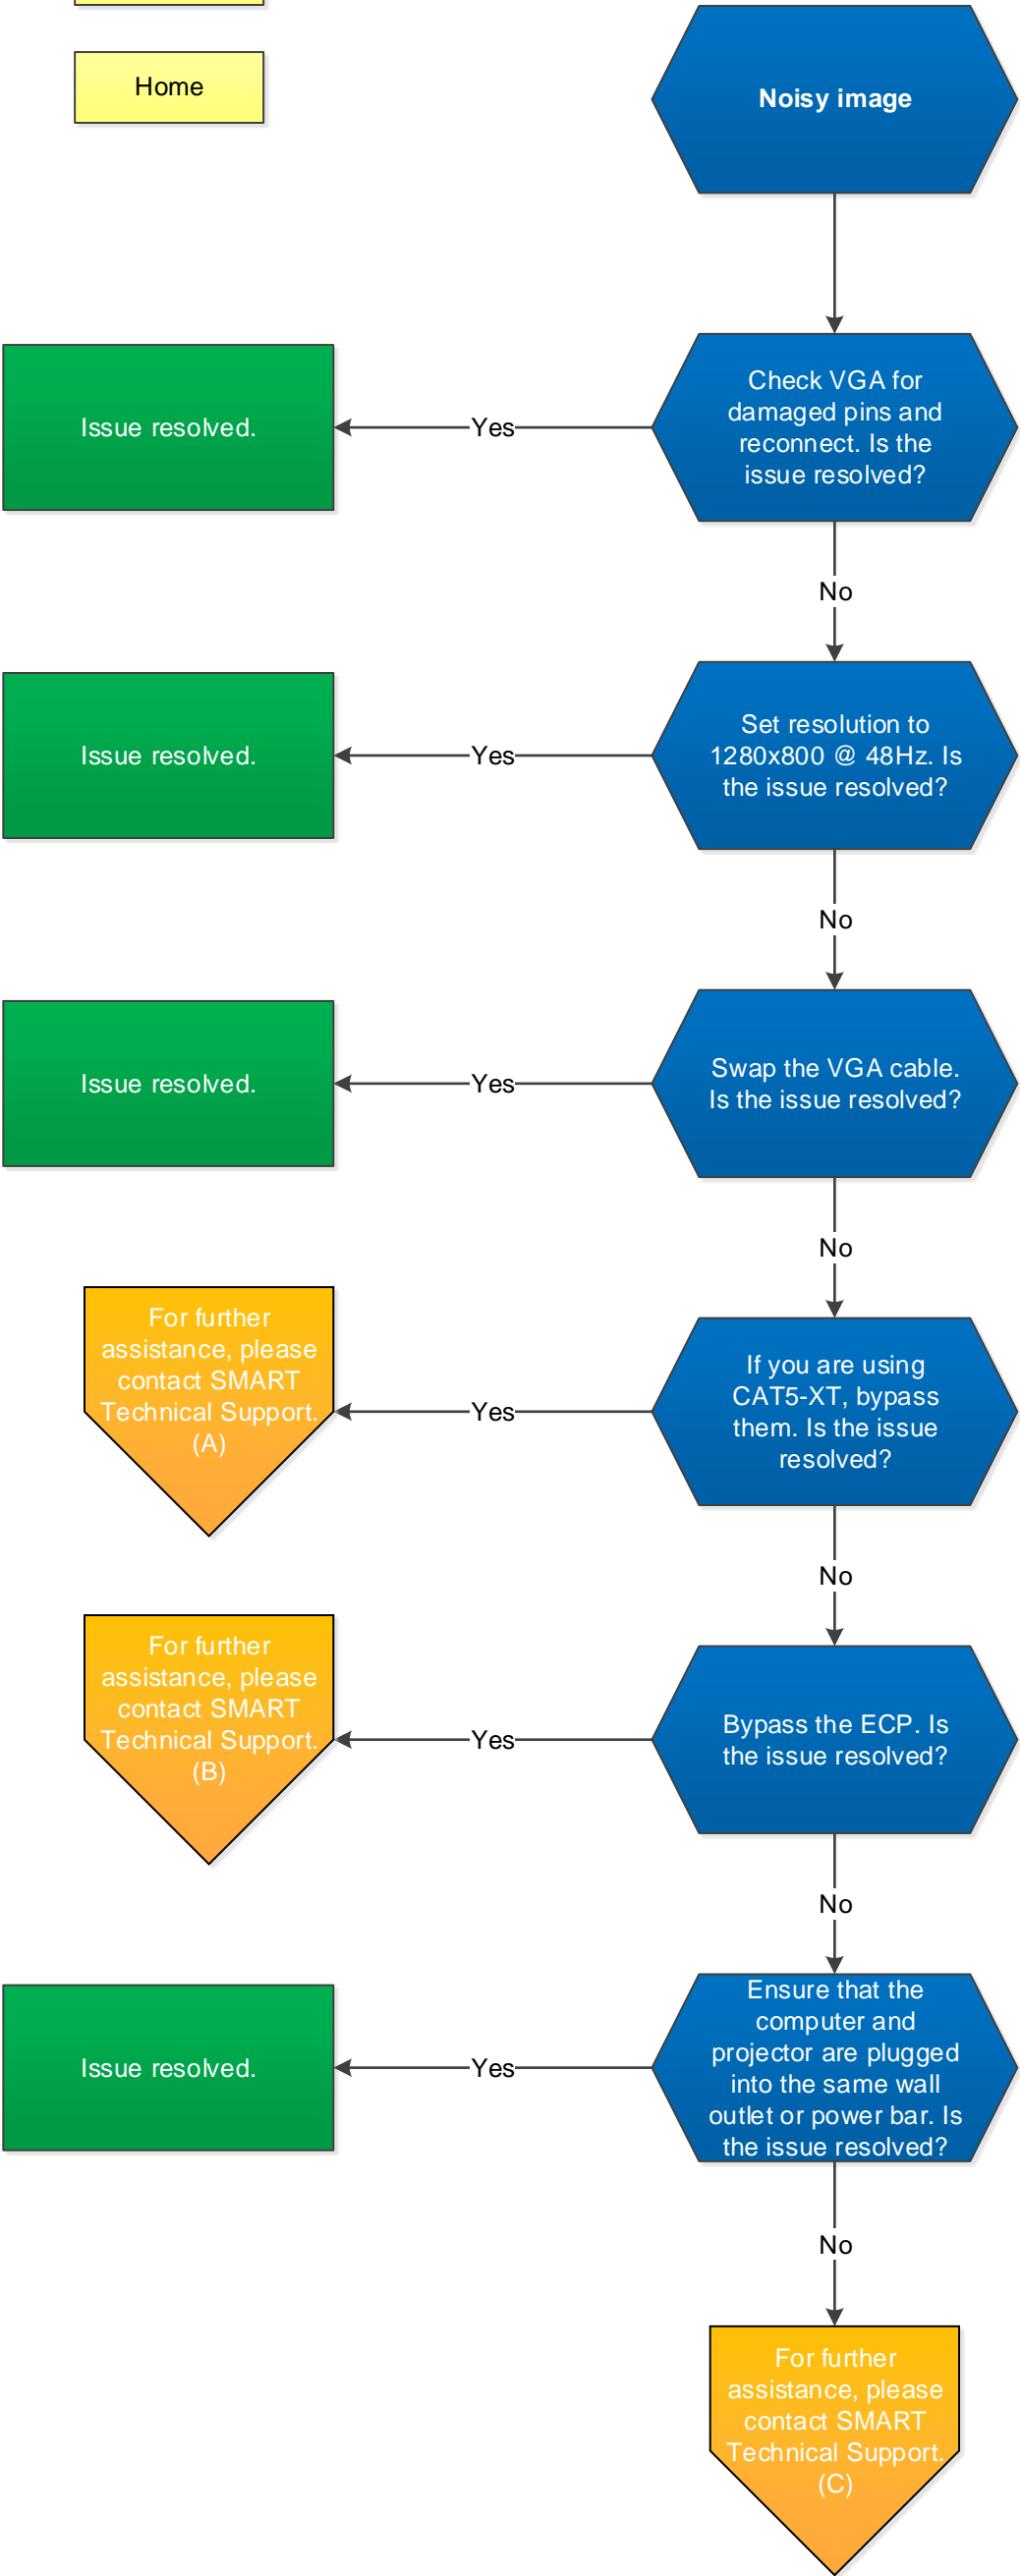 Home
Noisy image
Check VGA for
damaged pins and
reconnect. Is the
issue resolved?
Yes
Issue resolved.
No
Set resolution to
1280x800 @ 48Hz. Is
the issue resolved?
Yes
Issue resolved.
No
Swap the VGA cable.
Is the issue resolved?
Yes
Issue resolved.
No
If you are using
CAT5-XT, bypass
them. Is the issue
resolved?
Yes
For further
assistance, please
contact SMART
Technical Support.
(A)
No
Bypass the ECP. Is
the issue resolved?
Yes
For further
assistance, please
contact SMART
Technical Support.
(B)
No
Ensure that the
computer and
projector are plugged
into the same wall
outlet or power bar. Is
the issue resolved?
Yes
Issue resolved.
No
For further
assistance, please
contact SMART
Technical Support.
(C)